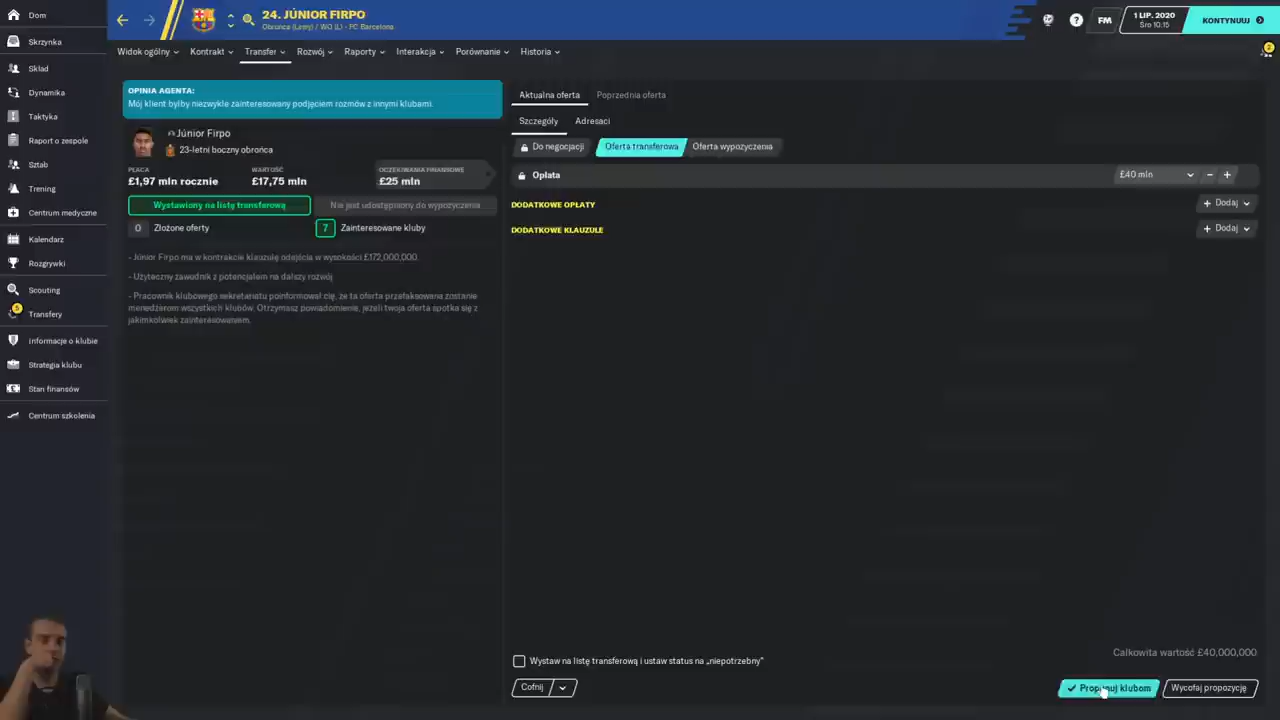 Dom
Skrzynka
Skład
Dynamika
Taktyka
Raport o zespole
Sztab
Trening
Centrum medyczne
Kalendarz
Rozgrywki
Scouting
5
Transfery
Informacje o klubie
Strategia klubu
Stan finansów
Centrum szkolenia
24. JÚNIOR FIRPO
Obrońca (Lewy) / WO (L) - FC Barcelona
FM
1 LIP. 2020
Śro 10:15
KONTYNUUJ
Widok ogólny
Kontrakt
Transfer
Rozwój
Raporty
Interakcja
Porównanie
Historia
2
OPINIA AGENTA:
Mój klient byłby niezwykle zainteresowany podjęciem rozmów z innymi klubami.
Júnior Firpo
23-letni boczny obrońca
PŁACA
£1,97 mln rocznie
WARTOŚĆ
£17,75 mln
OCZEKIWANIA FINANSOWE
£25 mln
Wystawiony na listę transferową
Nie jest udostępniony do wypożyczenia
0 Złożone oferty
7 Zainteresowane kluby
- Júnior Firpo ma w kontrakcie klauzulę odejścia w wysokości £172,000,000.
- Użyteczny zawodnik z potencjałem na dalszy rozwój
- Pracownik klubowego sekretariatu poinformował cię, że ta oferta przefaksowana zostanie
menedżerom wszystkich klubów. Otrzymasz powiadomienie, jeżeli twoja oferta spotka się z
jakimkolwiek zainteresowaniem.
Aktualna oferta
Poprzednia oferta
Szczegóły
Adresaci
Do negocjacji
Oferta transferowa
Oferta wypożyczenia
Opłata
£40 mln
DODATKOWE OPŁATY
+ Dodaj
DODATKOWE KLAUZULE
+ Dodaj
Całkowita wartość £40,000,000
Wystaw na listę transferową i ustaw status na „niepotrzebny"
Cofnij
Proponuj klubom
Wycofaj propozycję